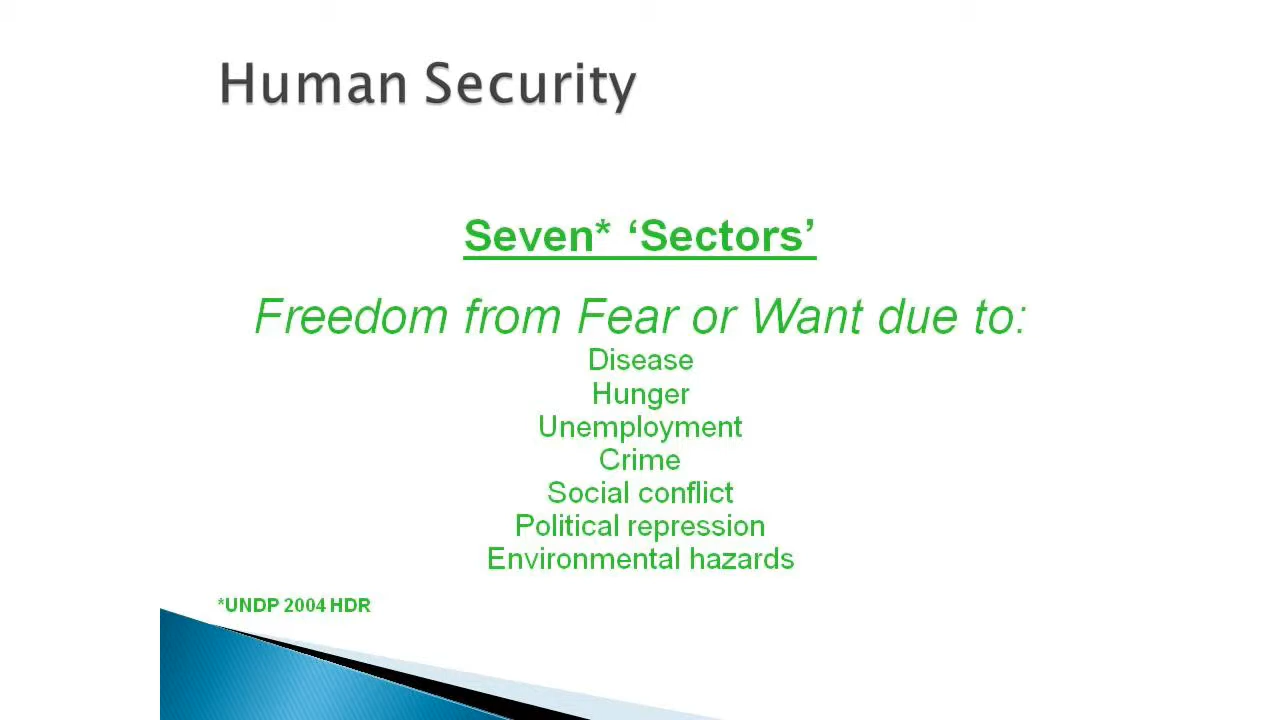 Human Security
Seven* ‘Sectors’
Freedom from Fear or Want due to:
Disease
Hunger
Unemployment
Crime
Social conflict
Political repression
Environmental hazards
*UNDP 2004 HDR